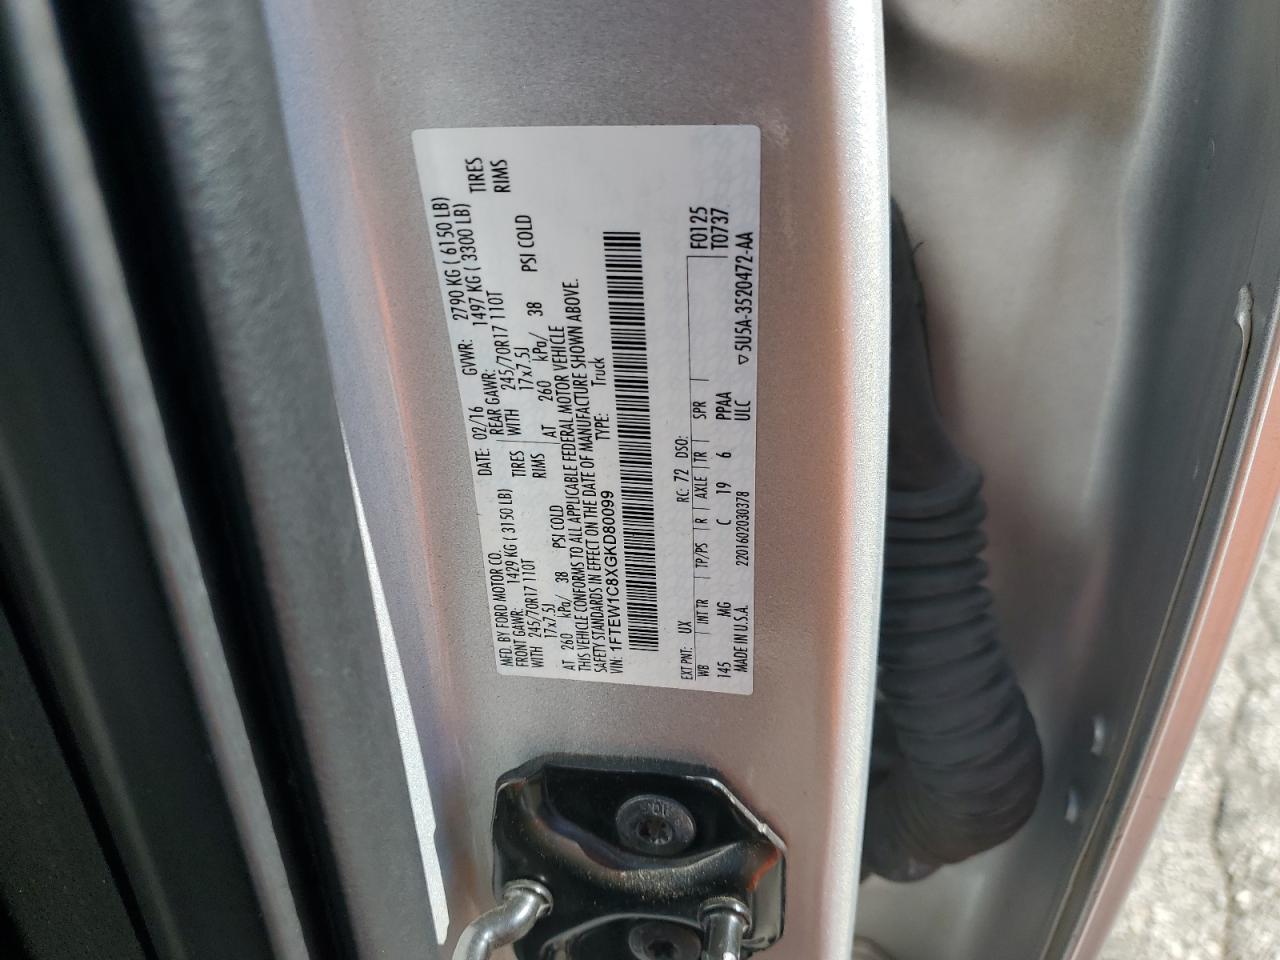 MFD. BY FORD MOTOR CO.
DATE: 02/16 GVWR: 2790 KG ( 6150 LB)
FRONT GAWR: 1429 KG ( 3150 LB) REAR GAWR: 1497 KG ( 3300 LB)
WITH 245/70R17 110T TIRES WITH 245/70R17 110T TIRES
17x7.5J RIMS 17x7.5J RIMS
AT 260 kPa/ 38 PSI COLD AT 260 kPa/ 38 PSI COLD
THIS VEHICLE CONFORMS TO ALL APPLICABLE FEDERAL MOTOR VEHICLE
SAFETY STANDARDS IN EFFECT ON THE DATE OF MANUFACTURE SHOWN ABOVE.
VIN: 1FTEW1C8XGKD80099 TYPE: Truck
EXT PNT: UX RC: 72 DSO: F0125
WB INT TR TP/PS R AXLE TR SPR T0737
145 MG C 19 6 PPAA
MADE IN U.S.A. 2201602030378 ULC ▽5U5A-3520472-AA